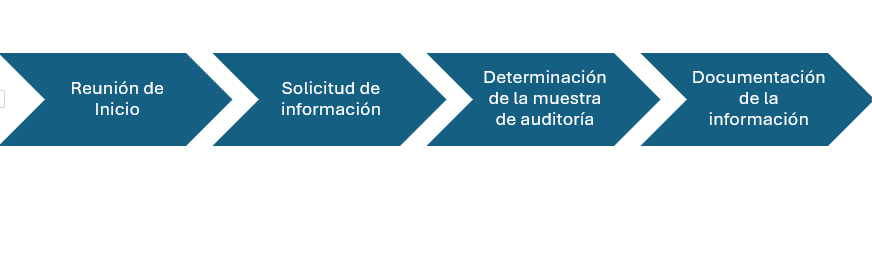 Reunión de
Inicio
Solicitud de
información
Determinación
de la muestra
de auditoría
Documentación
de la
información